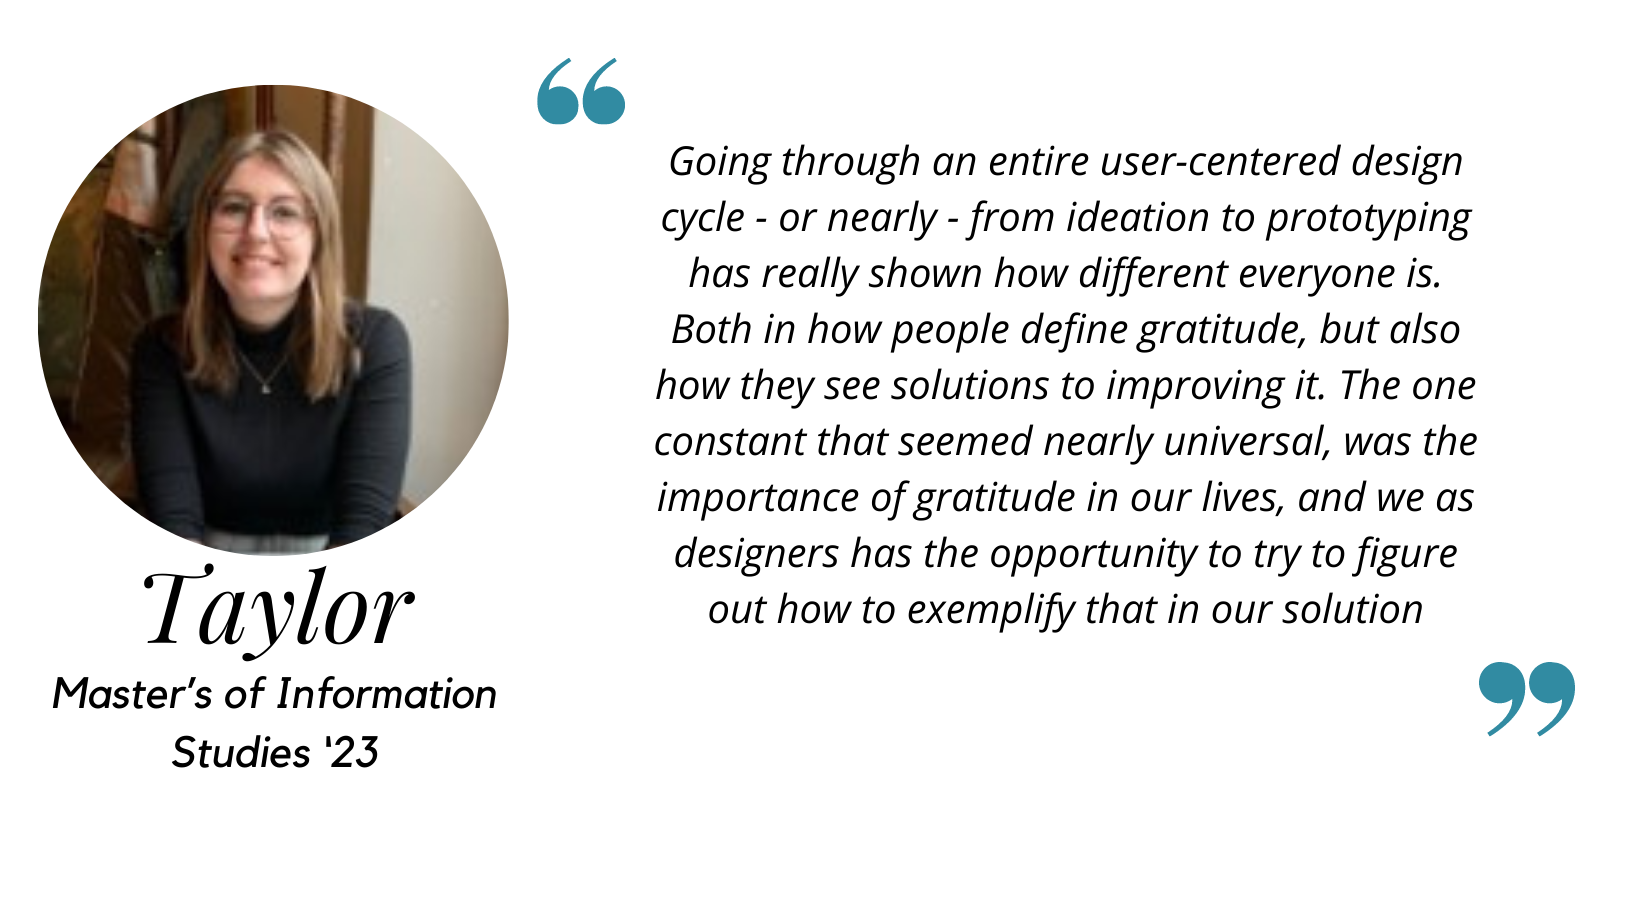 “
Going through an entire user-centered design
cycle - or nearly - from ideation to prototyping
has really shown how different everyone is.
Both in how people define gratitude, but also
how they see solutions to improving it. The one
constant that seemed nearly universal, was the
importance of gratitude in our lives, and we as
designers has the opportunity to try to figure
out how to exemplify that in our solution
”
Taylor
Master’s of Information
Studies '23